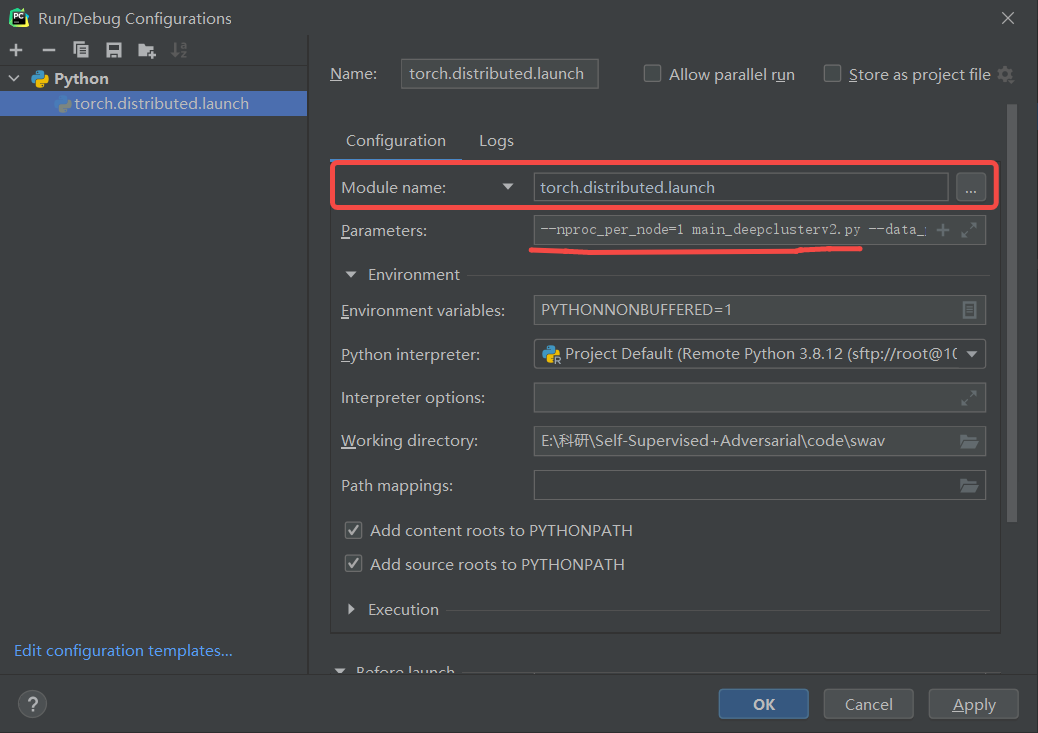 PC Run/Debug Configurations
Python
torch.distributed.launch
Name: torch.distributed.launch Allow parallel run Store as project file
Configuration Logs
Module name: torch.distributed.launch ...
Parameters: --nproc_per_node=1 main_deepclusterv2.py --data_
Environment
Environment variables: PYTHONNONBUFFERED=1
Python interpreter: Project Default (Remote Python 3.8.12 (sftp://root@10
Interpreter options:
Working directory: E:\科研\Self-Supervised+Adversarial\code\swav
Path mappings:
Add content roots to PYTHONPATH
Add source roots to PYTHONPATH
Execution
Edit configuration templates...
Before launch
? OK Cancel Apply